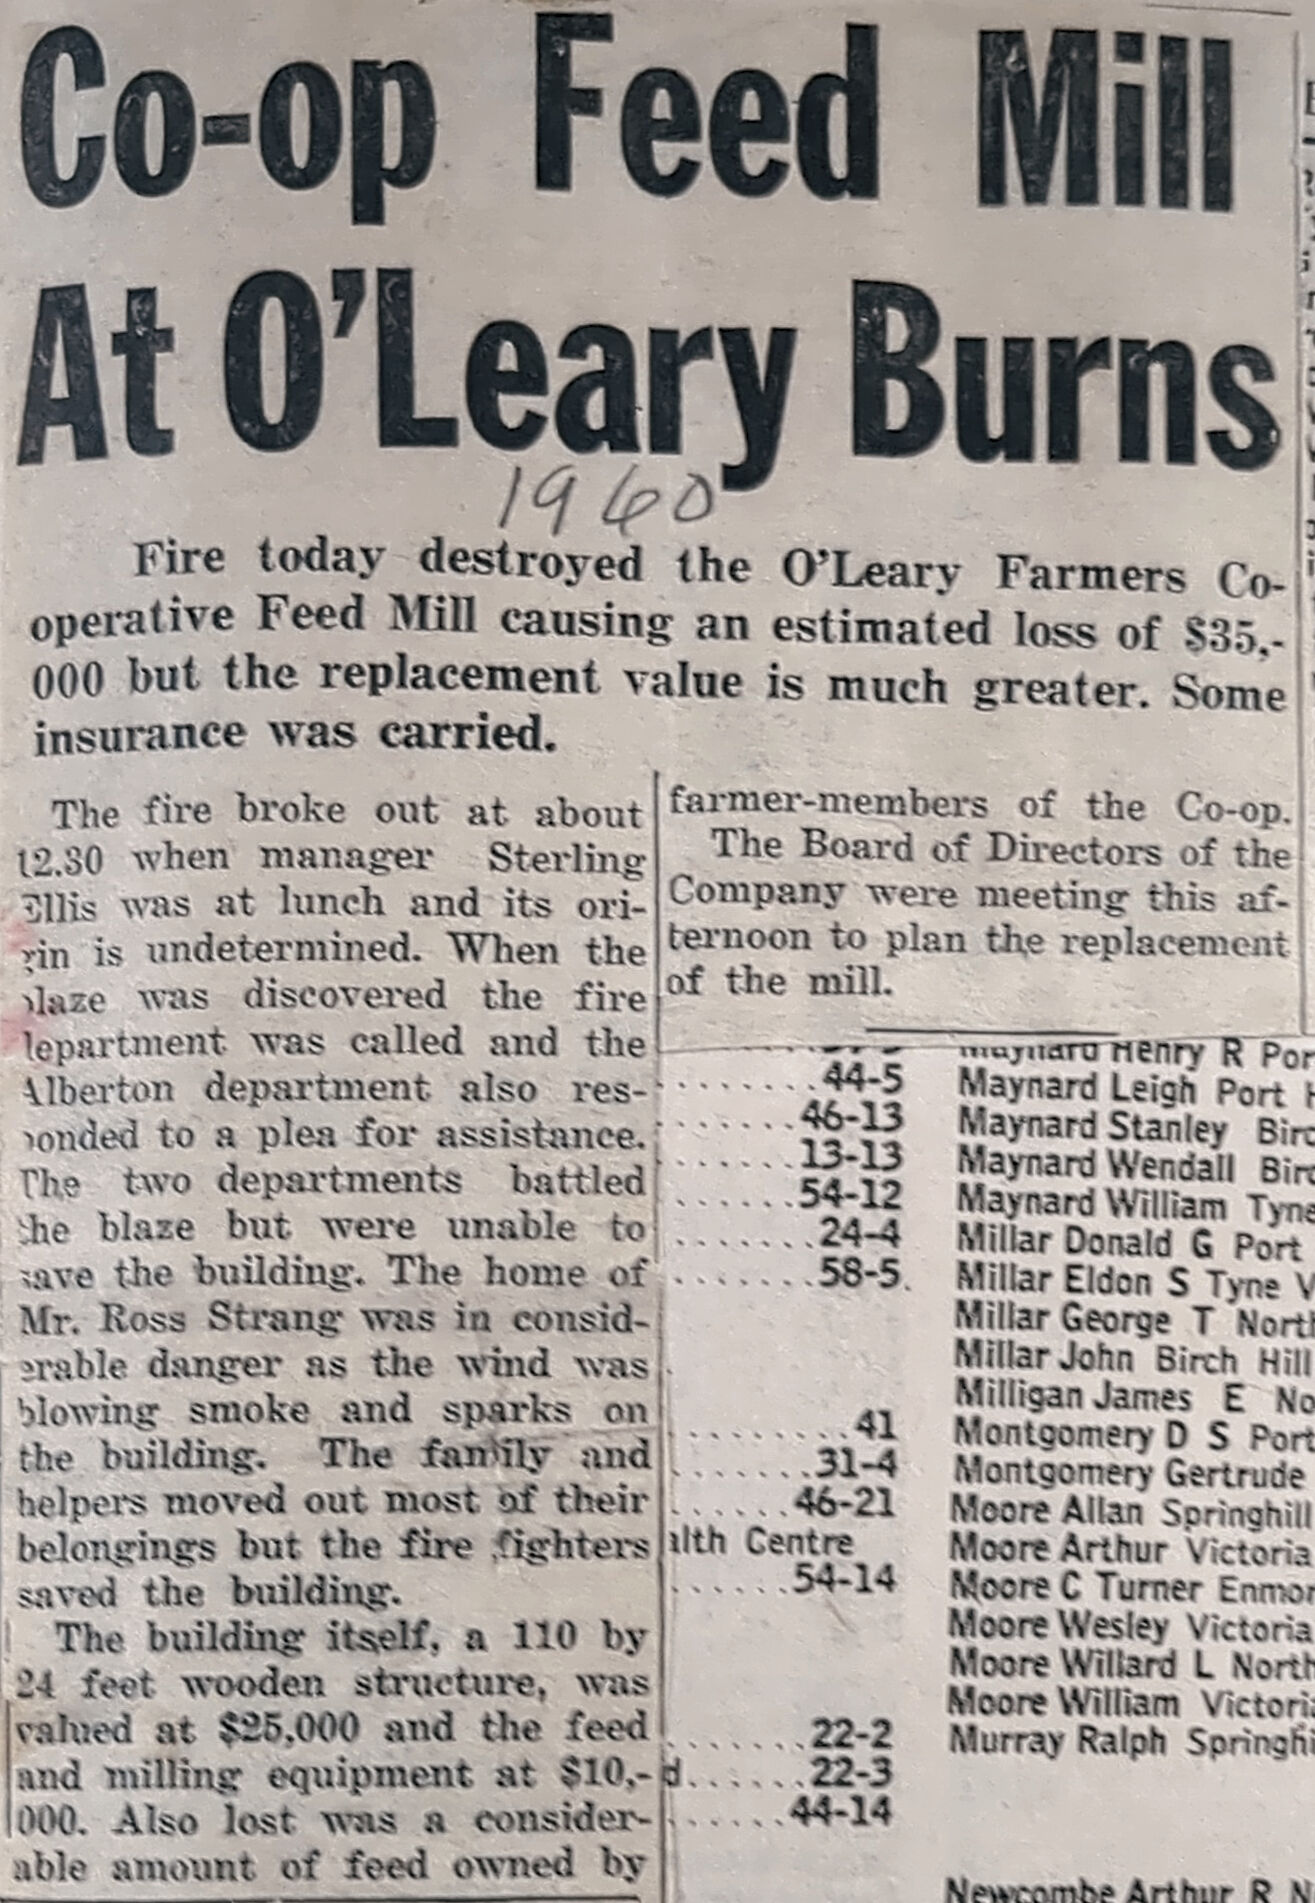 Co-op Feed Mill
At O'Leary Burns
1960
Fire today destroyed the O'Leary Farmers Co-
operative Feed Mill causing an estimated loss of $35,-
000 but the replacement value is much greater. Some
insurance was carried.
The fire broke out at about
12.30 when manager Sterling
Ellis was at lunch and its ori-
gin is undetermined. When the
blaze was discovered the fire
department was called and the
Alberton department also res-
ponded to a plea for assistance.
The two departments battled
the blaze but were unable to
save the building. The home of
Mr. Ross Strang was in consid-
erable danger as the wind was
blowing smoke and sparks on
the building. The family and
helpers moved out most of their
belongings but the fire fighters
saved the building.
The building itself, a 110 by
24 feet wooden structure, was
valued at $25,000 and the feed
and milling equipment at $10,-
000. Also lost was a consider-
able amount of feed owned by
farmer-members of the Co-op.
The Board of Directors of the
Company were meeting this af-
ternoon to plan the replacement
of the mill.
........44-5
.......46-13
.......13-13
.......54-12
........24-4
........58-5
..........41
........31-4
.......46-21
alth Centre
.......54-14
........22-2
d.......22-3
.......44-14
Maynard Henry R Por
Maynard Leigh Port H
Maynard Stanley Birc
Maynard Wendall Birc
Maynard William Tyne
Millar Donald G Port
Millar Eldon S Tyne V
Millar George T North
Millar John Birch Hill
Milligan James E No
Montgomery D S Port
Montgomery Gertrude
Moore Allan Springhill
Moore Arthur Victoria
Moore C Turner Enmor
Moore Wesley Victoria
Moore Willard L North
Moore William Victoria
Murray Ralph Springhi
Newcombe Arthur R N